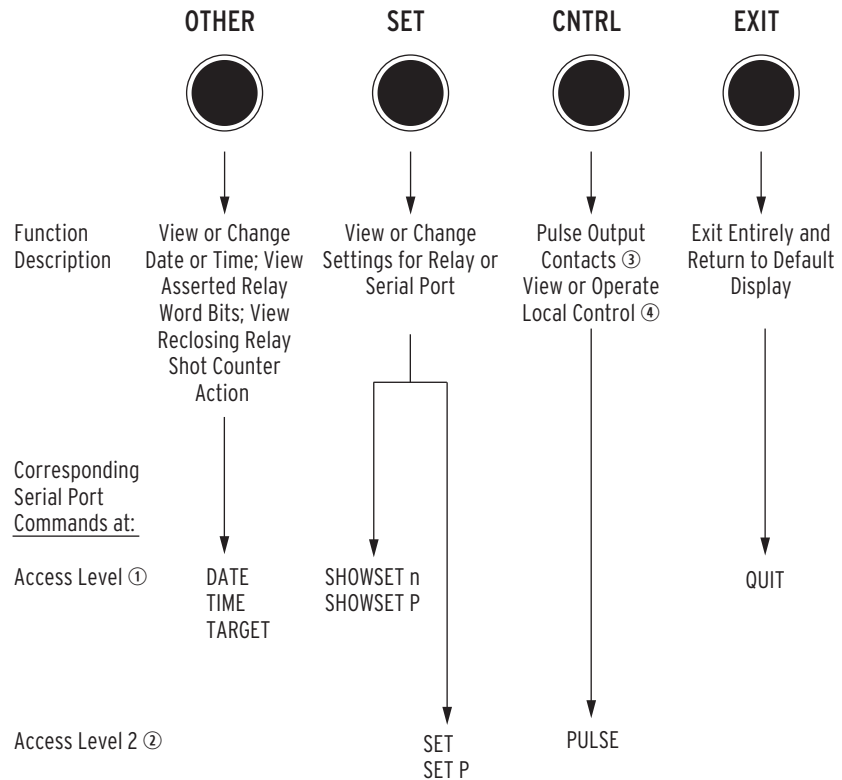 OTHER SET CNTRL EXIT
Function
Description
View or Change
Date or Time; View
Asserted Relay
Word Bits; View
Reclosing Relay
Shot Counter
Action
View or Change
Settings for Relay or
Serial Port
Pulse Output
Contacts ③
View or Operate
Local Control ④
Exit Entirely and
Return to Default
Display
Corresponding
Serial Port
Commands at:
Access Level ①
DATE
TIME
TARGET
SHOWSET n
SHOWSET P
QUIT
Access Level 2 ②
SET
SET P
PULSE